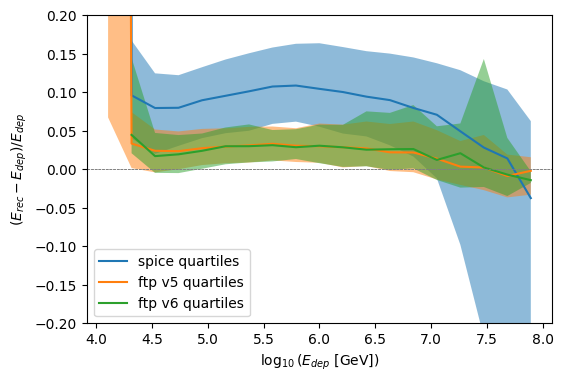 0.20
0.15
0.10
0.05
0.00
−0.05
−0.10
−0.15
−0.20
(E_rec − E_dep)/E_dep
spice quartiles
ftp v5 quartiles
ftp v6 quartiles
4.0 4.5 5.0 5.5 6.0 6.5 7.0 7.5 8.0
log₁₀(E_dep [GeV])